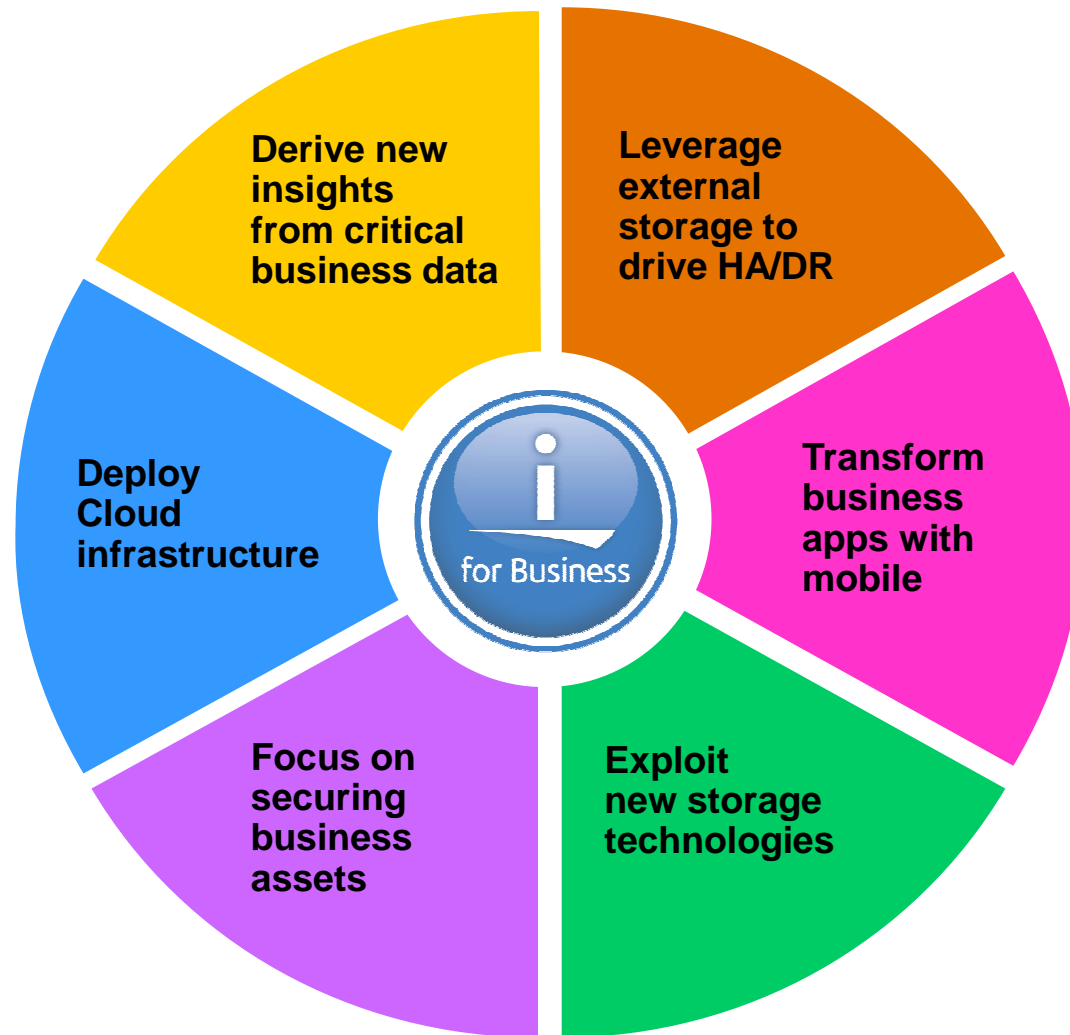 Derive new
insights
from critical
business data
Leverage
external
storage to
drive HA/DR
Transform
business
apps with
mobile
Exploit
new storage
technologies
Focus on
securing
business
assets
Deploy
Cloud
infrastructure
i
for Business